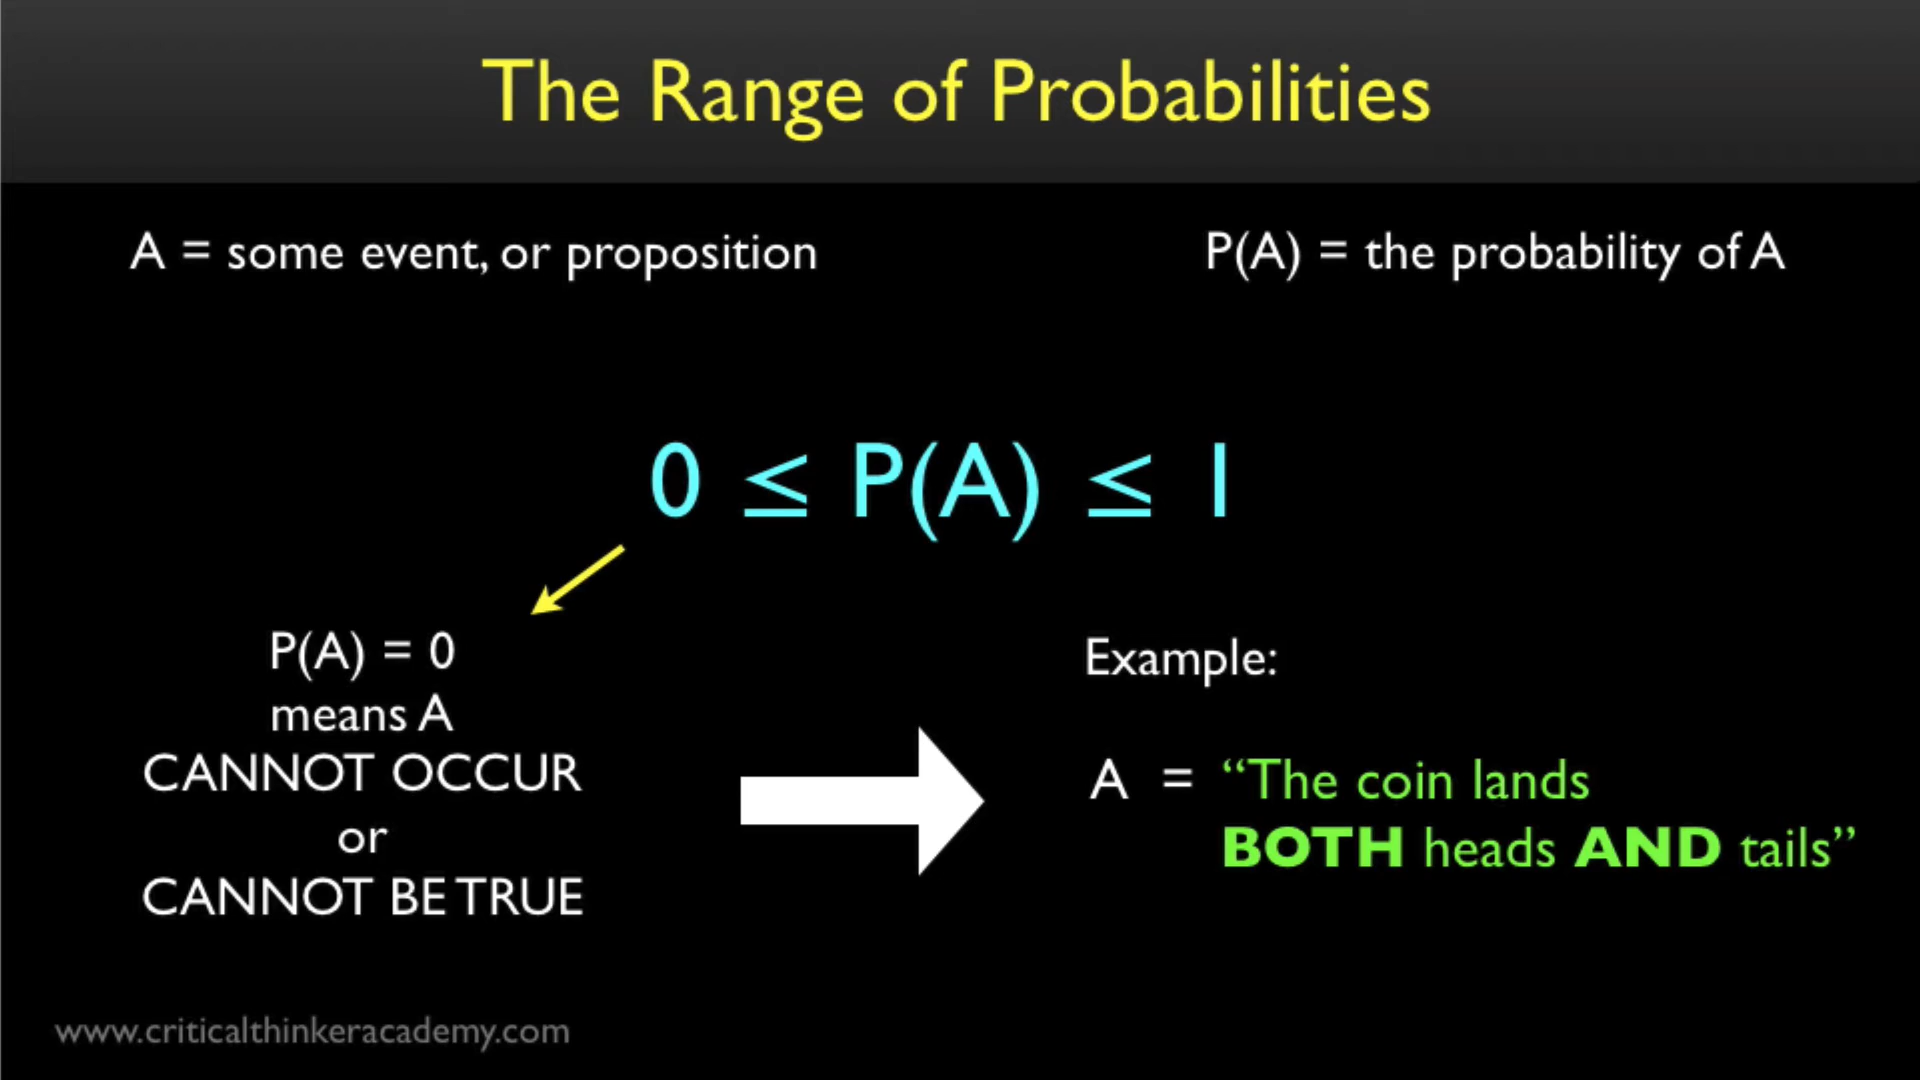 The Range of Probabilities
A = some event, or proposition
P(A) = the probability of A
0 ≤ P(A) ≤ 1
P(A) = 0
means A
CANNOT OCCUR
or
CANNOT BE TRUE
Example:
A = “The coin lands
BOTH heads AND tails”
www.criticalthinkeracademy.com